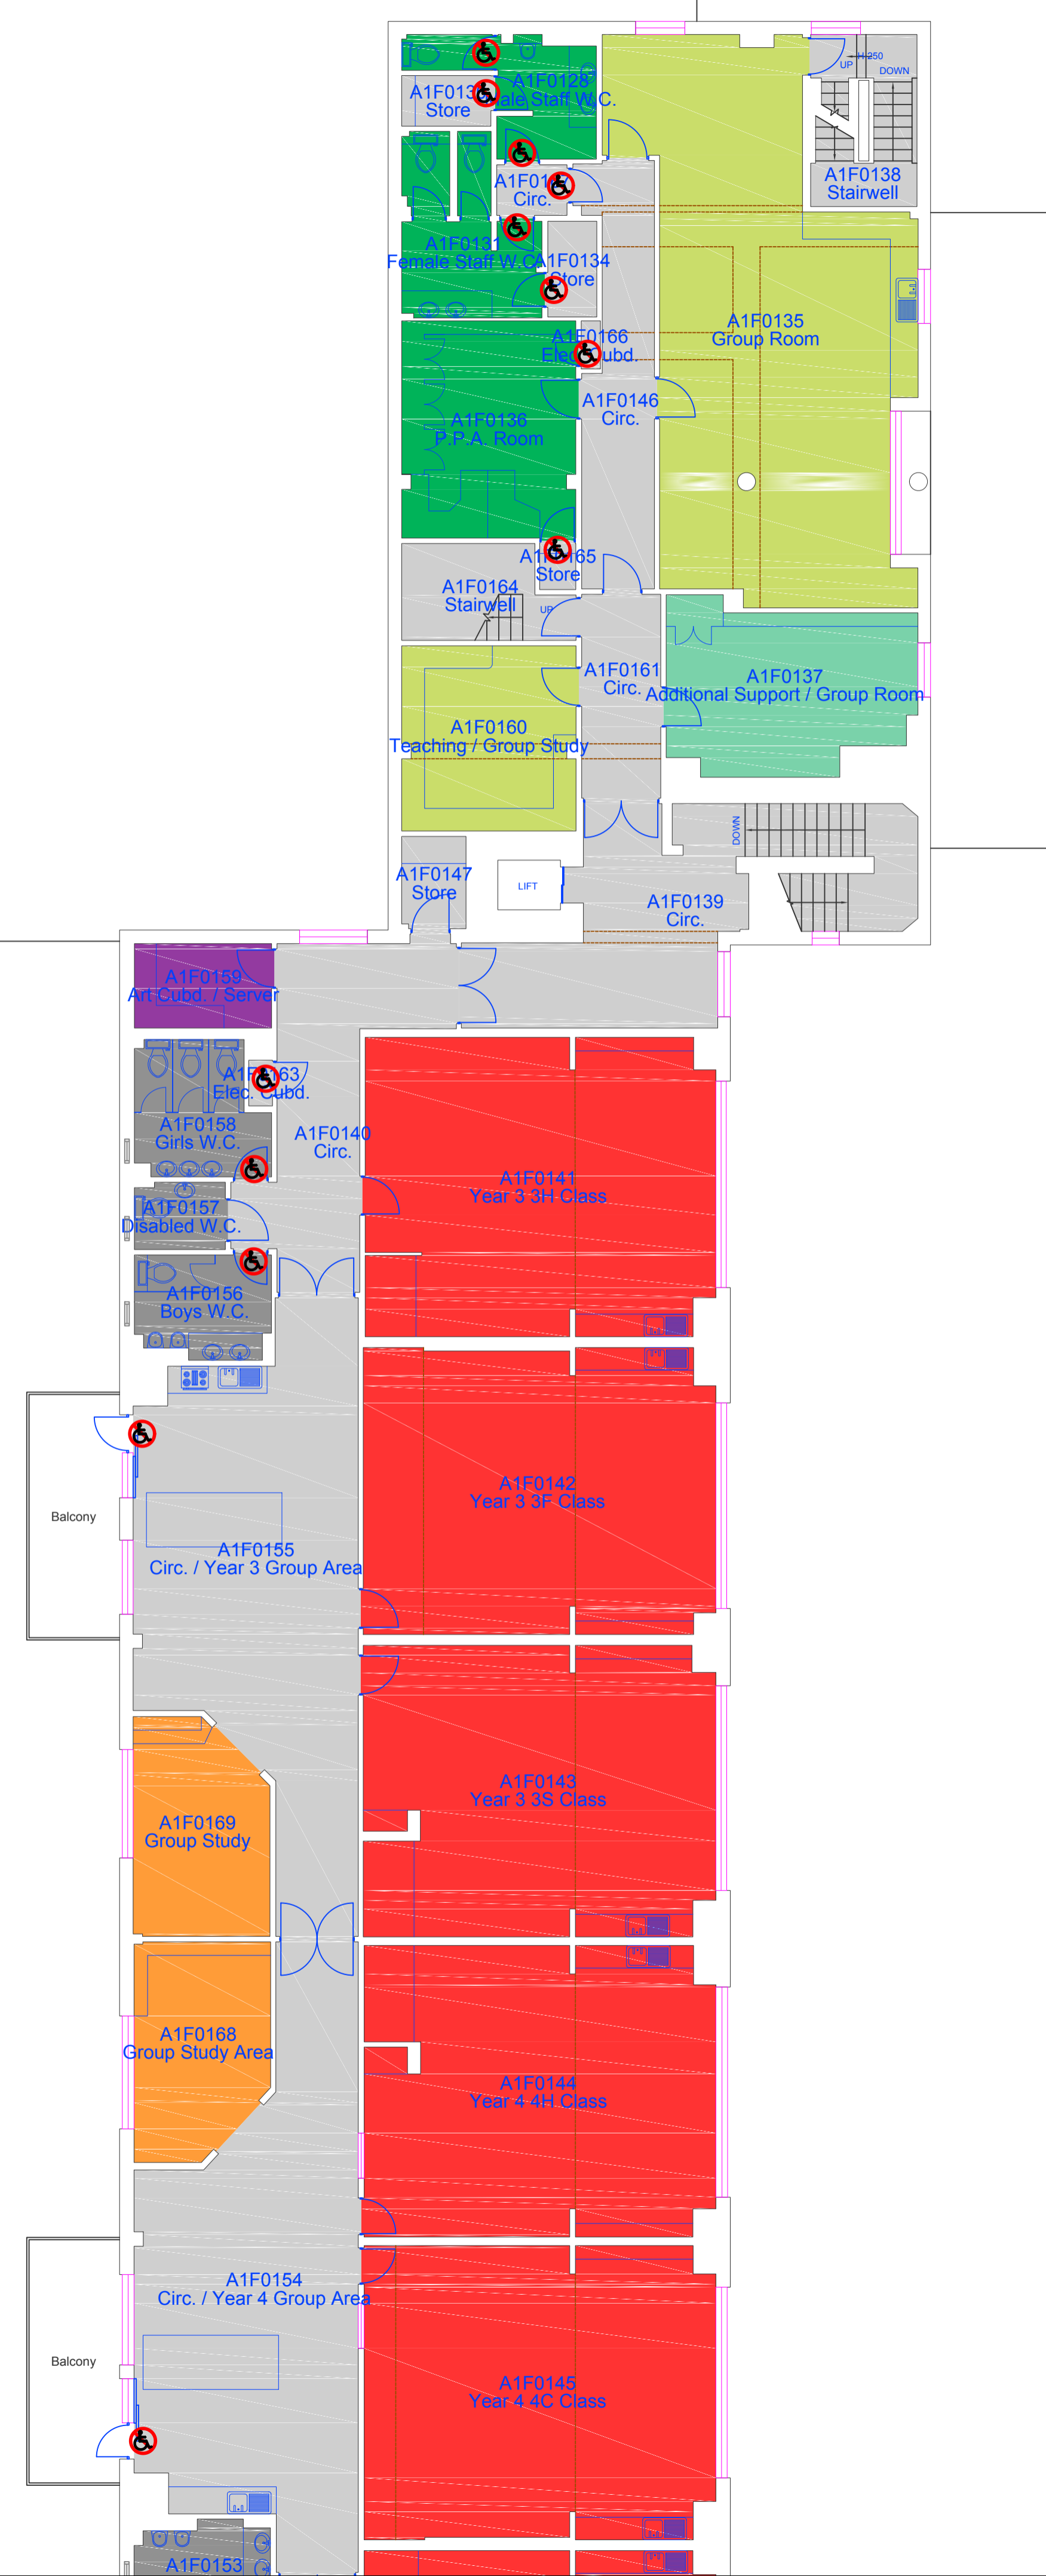 UP
H-250
DOWN
A1F0128
Store
A1F0138
Stairwell
Circ.
A1F0131
Female Staff W.C.
A1F0134
Store
A1F0166
Elec. Cubd.
A1F0135
Group Room
A1F0146
Circ.
A1F0136
P.P.A. Room
A1F0165
Store
A1F0164
Stairwell
UP
A1F0161
Circ.
A1F0137
Additional Support / Group Room
A1F0160
Teaching / Group Study
DOWN
A1F0147
Store
LIFT
A1F0139
Circ.
A1F0159
Art Cubd. / Server
A1F0163
Elec. Cubd.
A1F0158
Girls W.C.
A1F0140
Circ.
A1F0141
Year 3 3H Class
A1F0157
Disabled W.C.
A1F0156
Boys W.C.
A1F0142
Year 3 3F Class
Balcony
A1F0155
Circ. / Year 3 Group Area
A1F0143
Year 3 3S Class
A1F0169
Group Study
A1F0168
Group Study Area
A1F0144
Year 4 4H Class
A1F0154
Circ. / Year 4 Group Area
Balcony
A1F0145
Year 4 4C Class
A1F0153